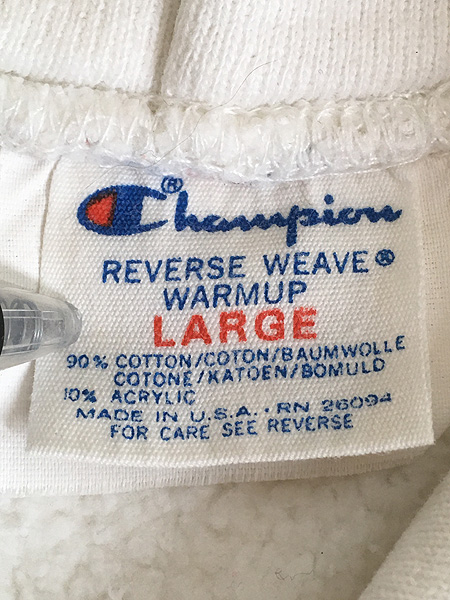 Champion®
REVERSE WEAVE®
WARMUP
LARGE
90% COTTON/COTON/BAUMWOLLE
COTONE/KATOEN/BOMULD
10% ACRYLIC
MADE IN U.S.A. · RN 26094
FOR CARE SEE REVERSE